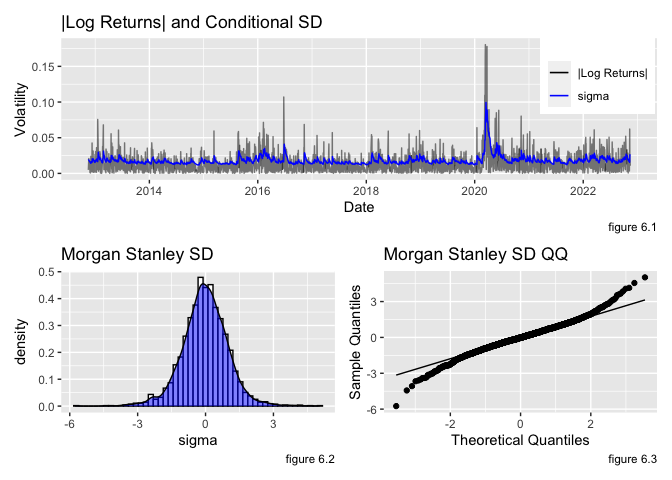 |Log Returns| and Conditional SD
Volatility
0.15
0.10
0.05
0.00
|Log Returns|
sigma
2014 2016 2018 2020 2022
Date
figure 6.1
Morgan Stanley SD
density
0.5
0.4
0.3
0.2
0.1
0.0
-6 -3 0 3
sigma
figure 6.2
Morgan Stanley SD QQ
Sample Quantiles
3
0
-3
-6
-2 0 2
Theoretical Quantiles
figure 6.3